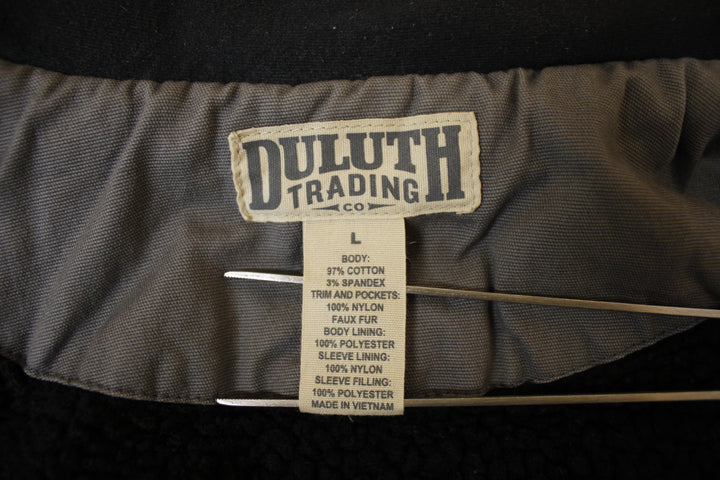 DULUTH
TRADING
CO
L
BODY:
97% COTTON
3% SPANDEX
TRIM AND POCKETS:
100% NYLON
FAUX FUR
BODY LINING:
100% POLYESTER
SLEEVE LINING:
100% NYLON
SLEEVE FILLING:
100% POLYESTER
MADE IN VIETNAM